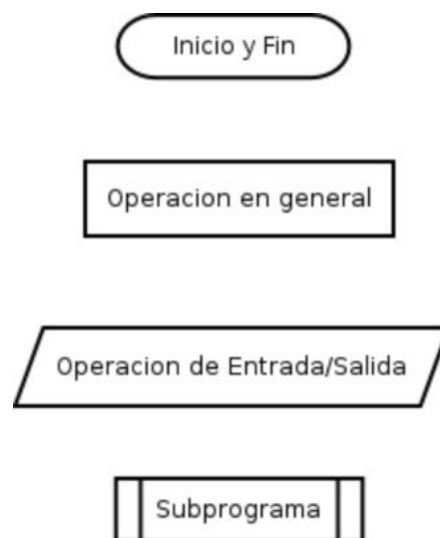 Inicio y Fin
Operacion en general
Operacion de Entrada/Salida
Subprograma